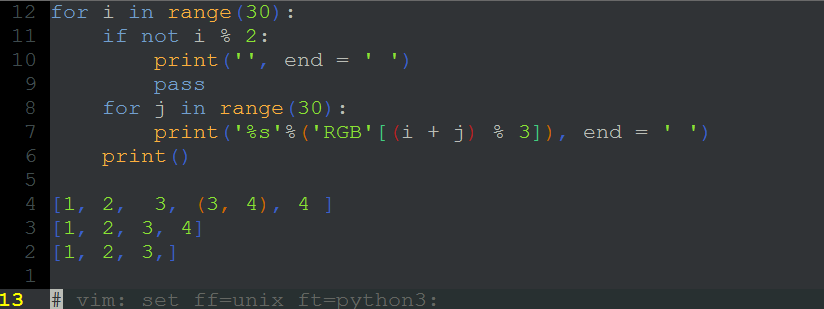 12 for i in range(30):
11     if not i % 2:
10         print('', end = ' ')
9         pass
8     for j in range(30):
7         print('%s'%('RGB'[(i + j) % 3]), end = ' ')
6     print()
5
4 [1, 2,  3, (3, 4), 4 ]
3 [1, 2, 3, 4]
2 [1, 2, 3,]
1
13 # vim: set ff=unix ft=python3: